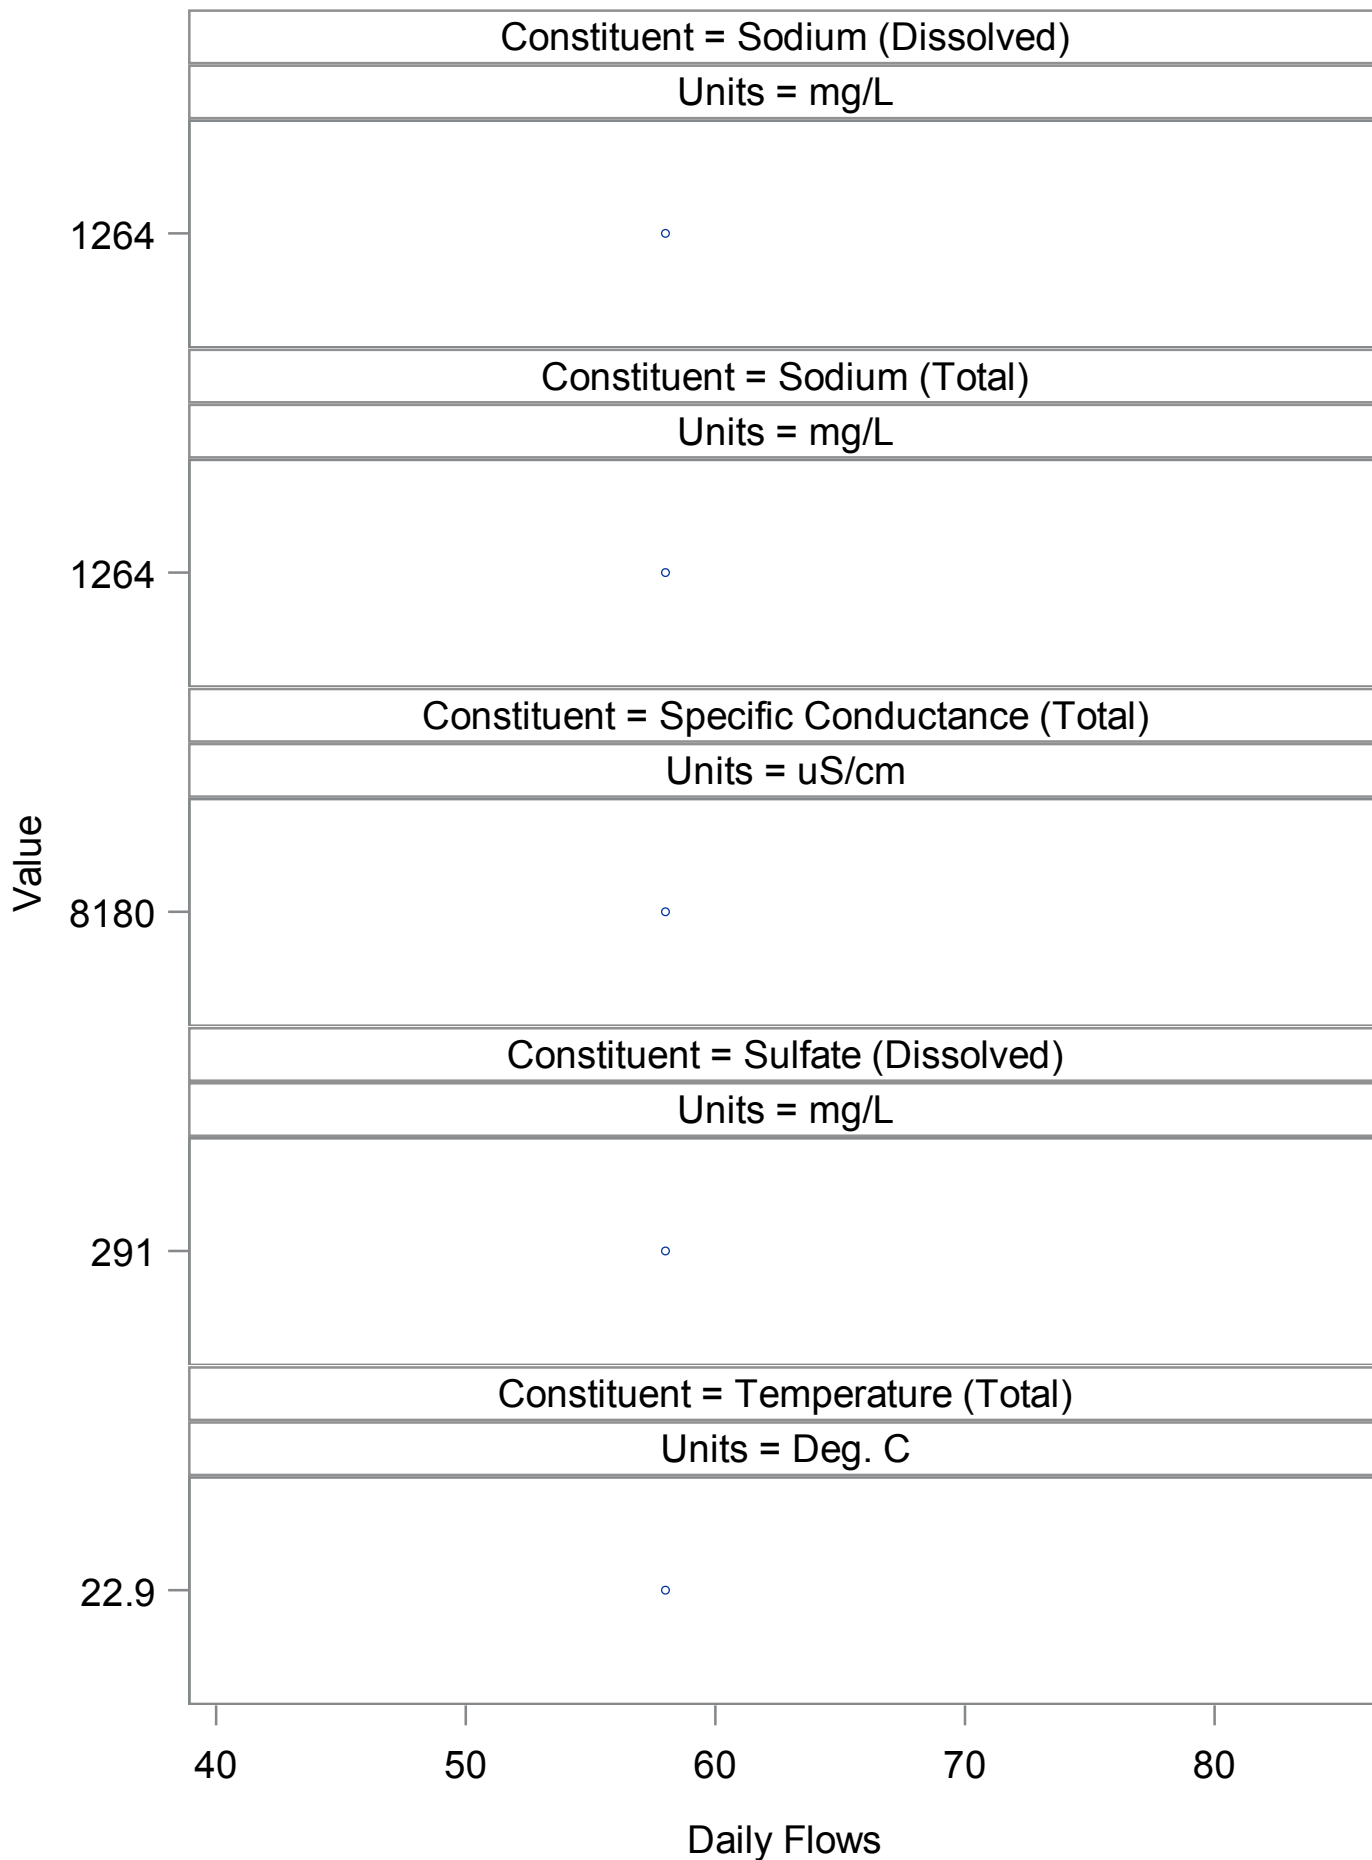 Constituent = Sodium (Dissolved)
Units = mg/L
1264
Constituent = Sodium (Total)
Units = mg/L
1264
Constituent = Specific Conductance (Total)
Units = uS/cm
Value
8180
Constituent = Sulfate (Dissolved)
Units = mg/L
291
Constituent = Temperature (Total)
Units = Deg. C
22.9
40 50 60 70 80
Daily Flows